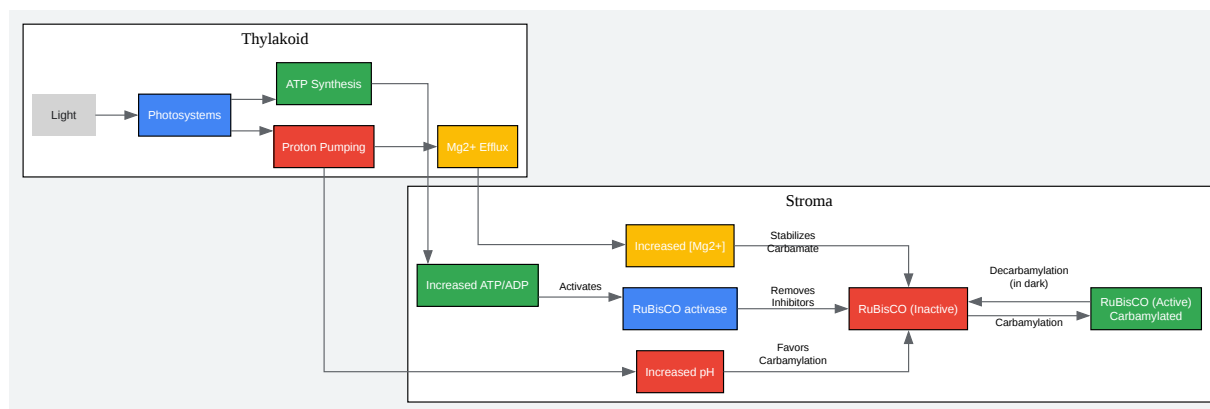 Thylakoid
Light
Photosystems
ATP Synthesis
Proton Pumping
Mg2+ Efflux
Stroma
Increased [Mg2+]
Stabilizes
Carbamate
Increased ATP/ADP
Activates
RuBisCO activase
Removes
Inhibitors
RuBisCO (Inactive)
Decarbamylation
(in dark)
Carbamylation
RuBisCO (Active)
Carbamylated
Increased pH
Favors
Carbamylation